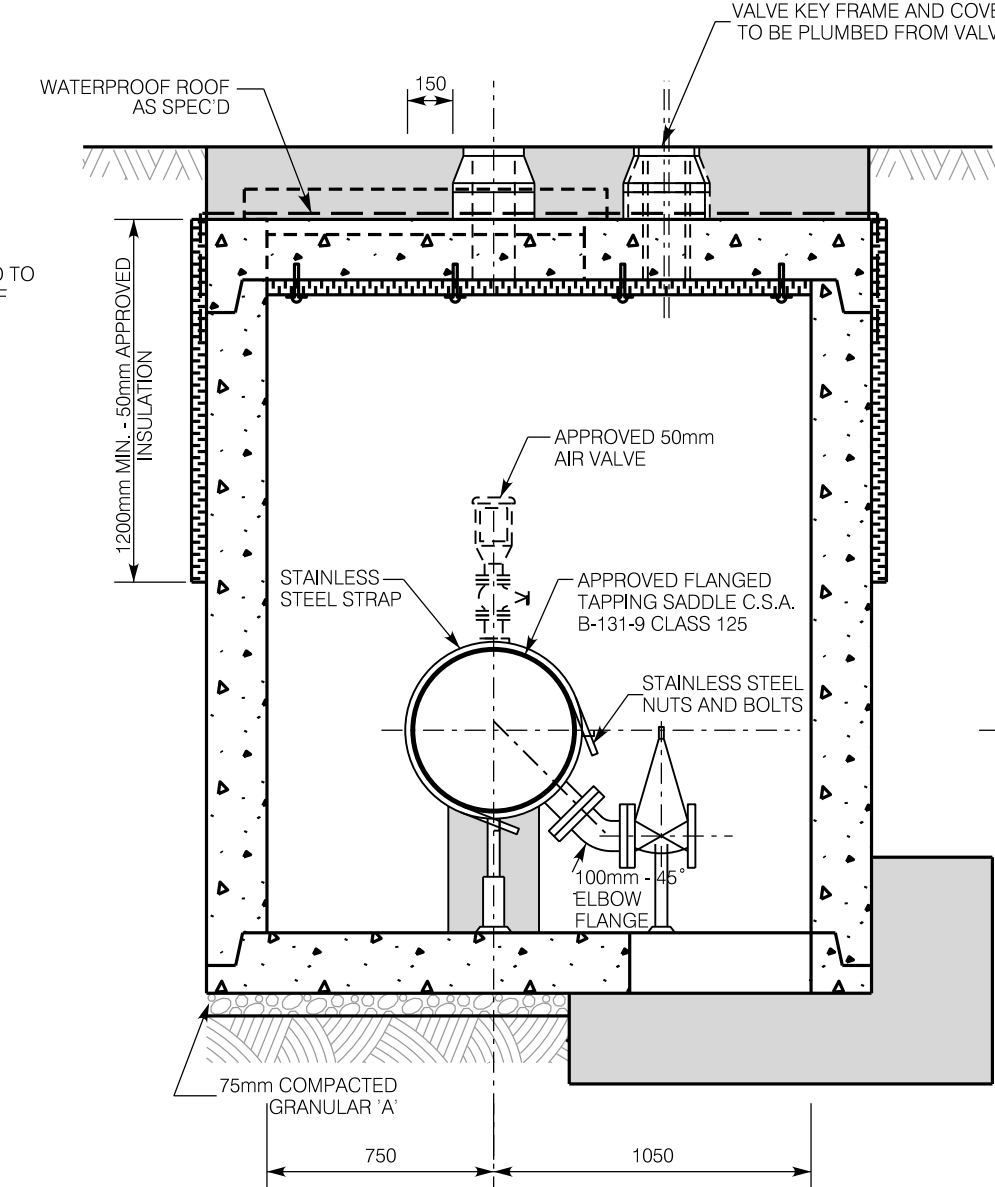 VALVE KEY FRAME AND COVE
TO BE PLUMBED FROM VALV
150
WATERPROOF ROOF
AS SPEC'D
TO
1200mm MIN. - 50mm APPROVED
INSULATION
APPROVED 50mm
AIR VALVE
STAINLESS
STEEL STRAP
APPROVED FLANGED
TAPPING SADDLE C.S.A.
B-131-9 CLASS 125
STAINLESS STEEL
NUTS AND BOLTS
100mm - 45°
ELBOW
FLANGE
75mm COMPACTED
GRANULAR 'A'
750
1050